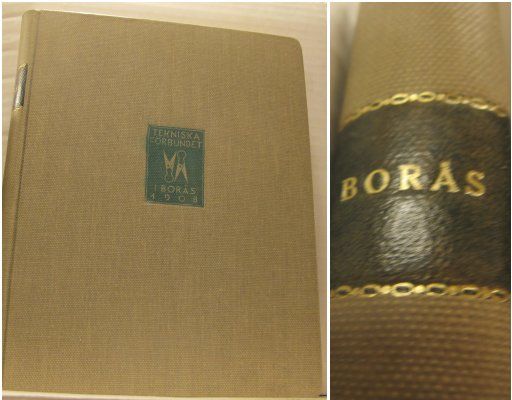 TEKNISKA
FÖRBUNDET
I BORÅS
1908
BORÅS